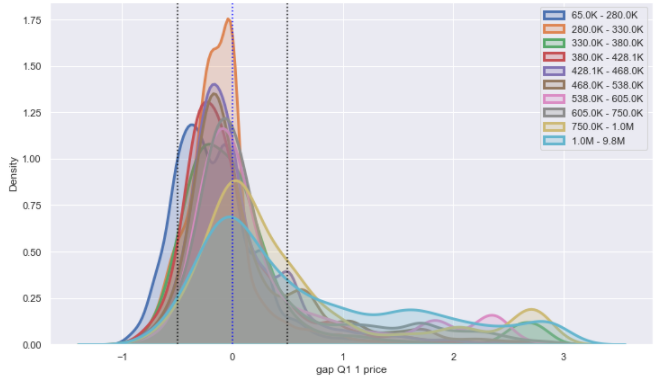 1.75
1.50
1.25
1.00
0.75
0.50
0.25
0.00
Density
−1
0
1
2
3
gap Q1 1 price
65.0K - 280.0K
280.0K - 330.0K
330.0K - 380.0K
380.0K - 428.1K
428.1K - 468.0K
468.0K - 538.0K
538.0K - 605.0K
605.0K - 750.0K
750.0K - 1.0M
1.0M - 9.8M